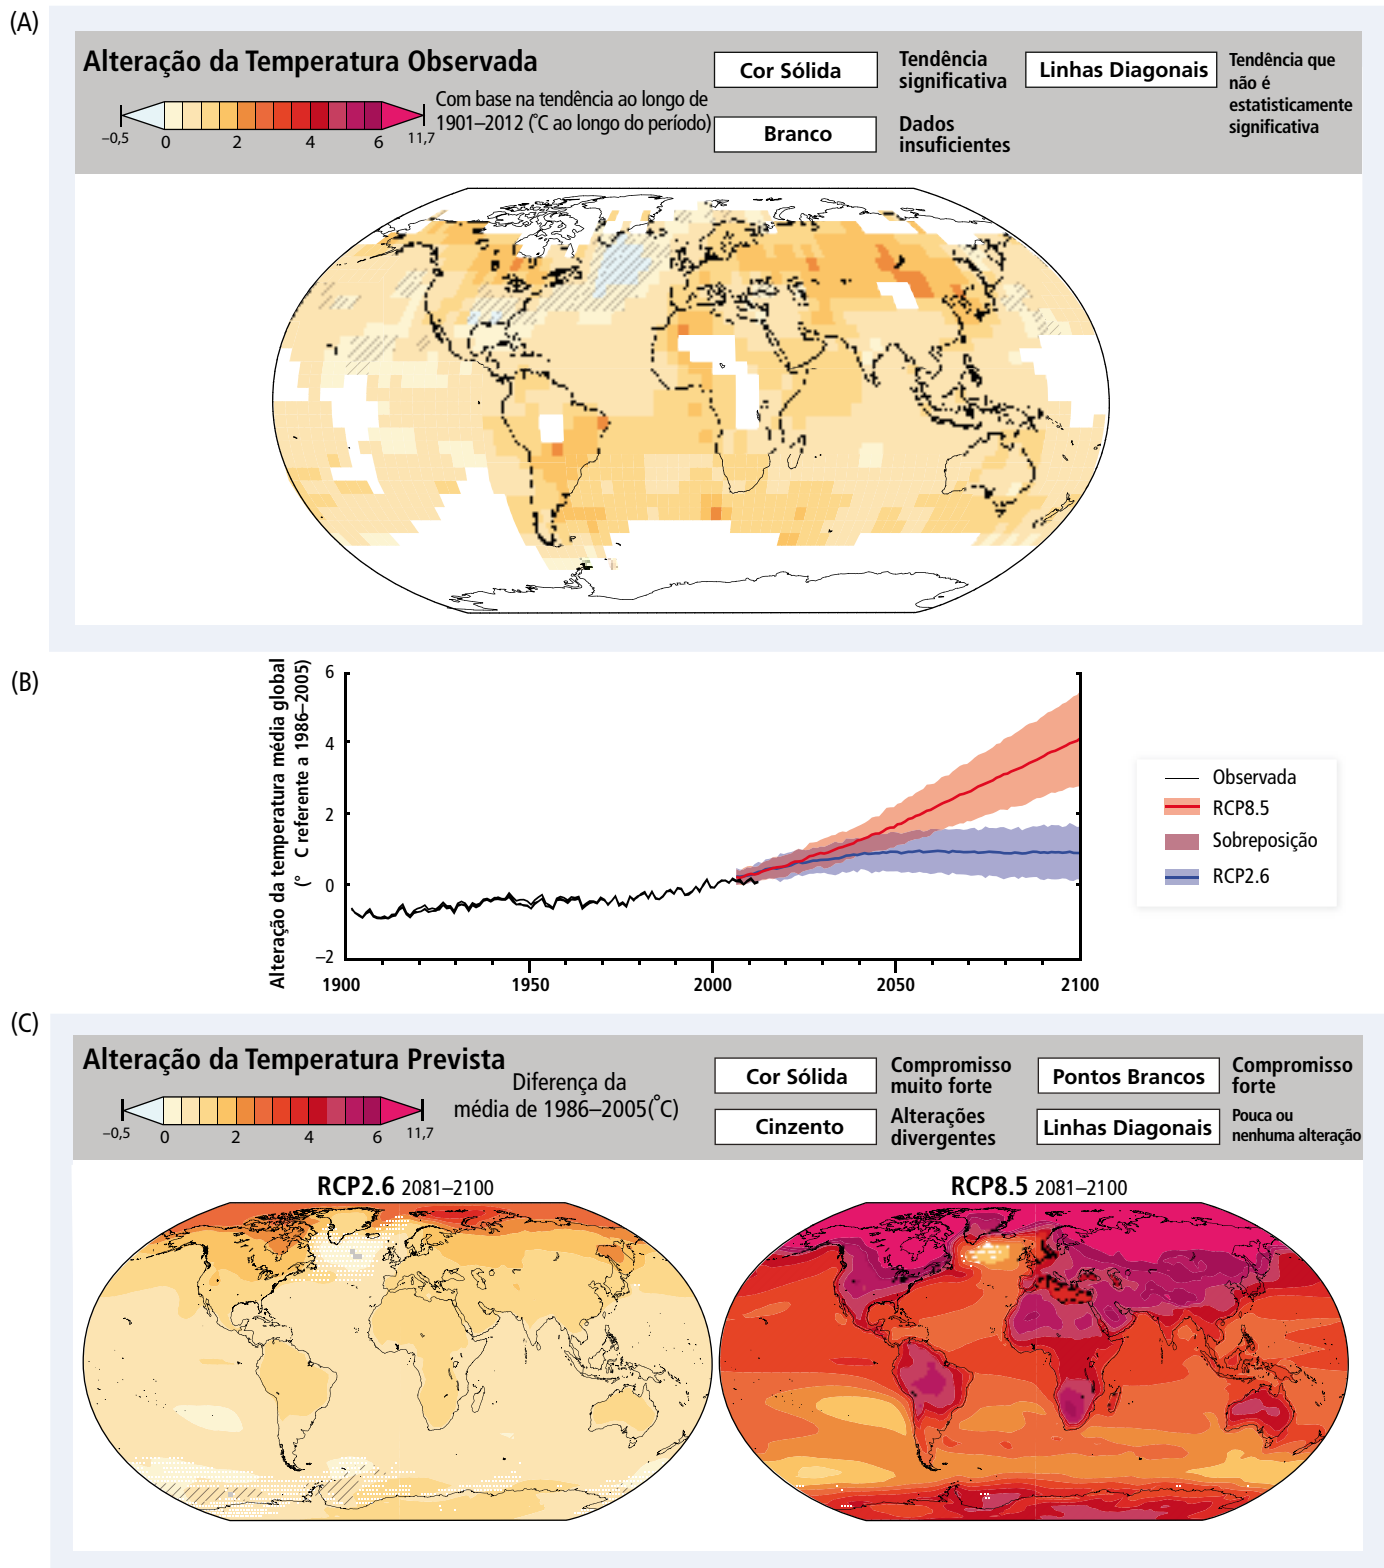 (A)
Alteração da Temperatura Observada
–0,5 0 2 4 6 11,7
Com base na tendência ao longo de
1901–2012 (˚C ao longo do período)
Cor Sólida
Tendência
significativa
Linhas Diagonais
Tendência que
não é
estatisticamente
significativa
Branco
Dados
insuficientes
(B)
Alteração da temperatura média global
(° C referente a 1986–2005)
6
4
2
0
–2
1900 1950 2000 2050 2100
Observada
RCP8.5
Sobreposição
RCP2.6
(C)
Alteração da Temperatura Prevista
–0,5 0 2 4 6 11,7
Diferença da
média de 1986–2005(˚C)
Cor Sólida
Compromisso
muito forte
Pontos Brancos
Compromisso
forte
Cinzento
Alterações
divergentes
Linhas Diagonais
Pouca ou
nenhuma alteração
RCP2.6 2081–2100
RCP8.5 2081–2100